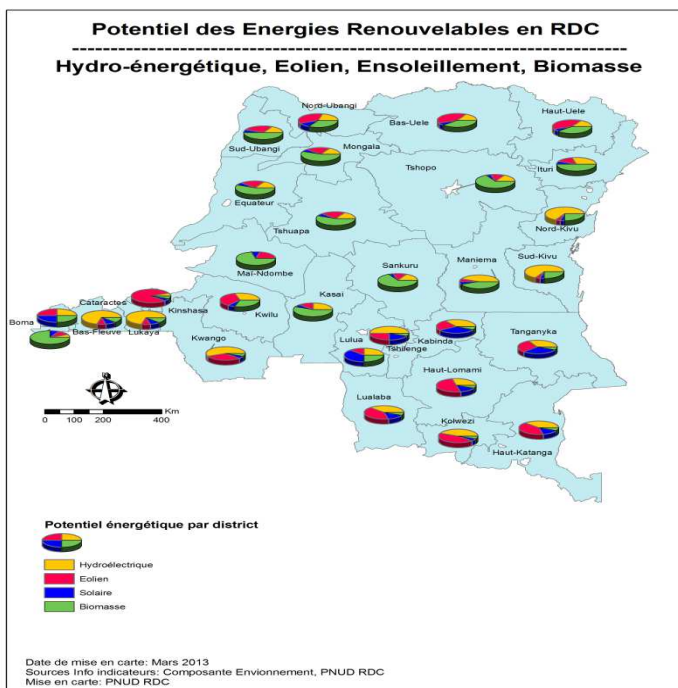 Potentiel des Energies Renouvelables en RDC
Hydro-énergétique, Eolien, Ensoleillement, Biomasse
Nord-Ubangi
Bas-Uele
Haut-Uele
Sud-Ubangi
Mongala
Tshopo
Ituri
Equateur
Nord-Kivu
Tshuapa
Sud-Kivu
Maï-Ndombe
Sankuru
Maniema
Cataractes
Kinshasa
Kasai
Boma
Bas-Fleuve
Lukaya
Kwilu
Lulua
Kabinda
Tanganyka
Kwango
Tshilenge
Haut-Lomami
Lualaba
Kolwezi
Haut-Katanga
Km
0 100 200 400
Potentiel énergétique par district
Hydroélectrique
Eolien
Solaire
Biomasse
Date de mise en carte: Mars 2013
Sources Info indicateurs: Composante Envionnement, PNUD RDC
Mise en carte: PNUD RDC